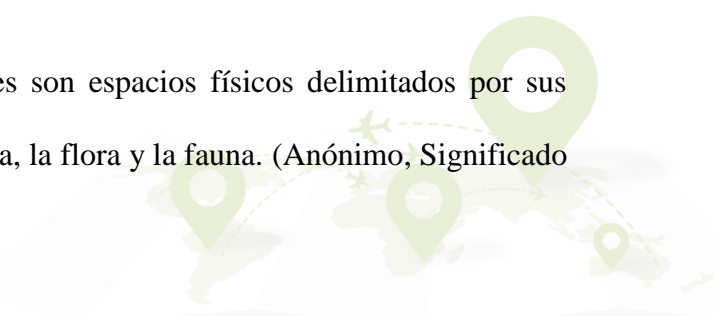 es son espacios físicos delimitados por sus
a, la flora y la fauna. (Anónimo, Significado